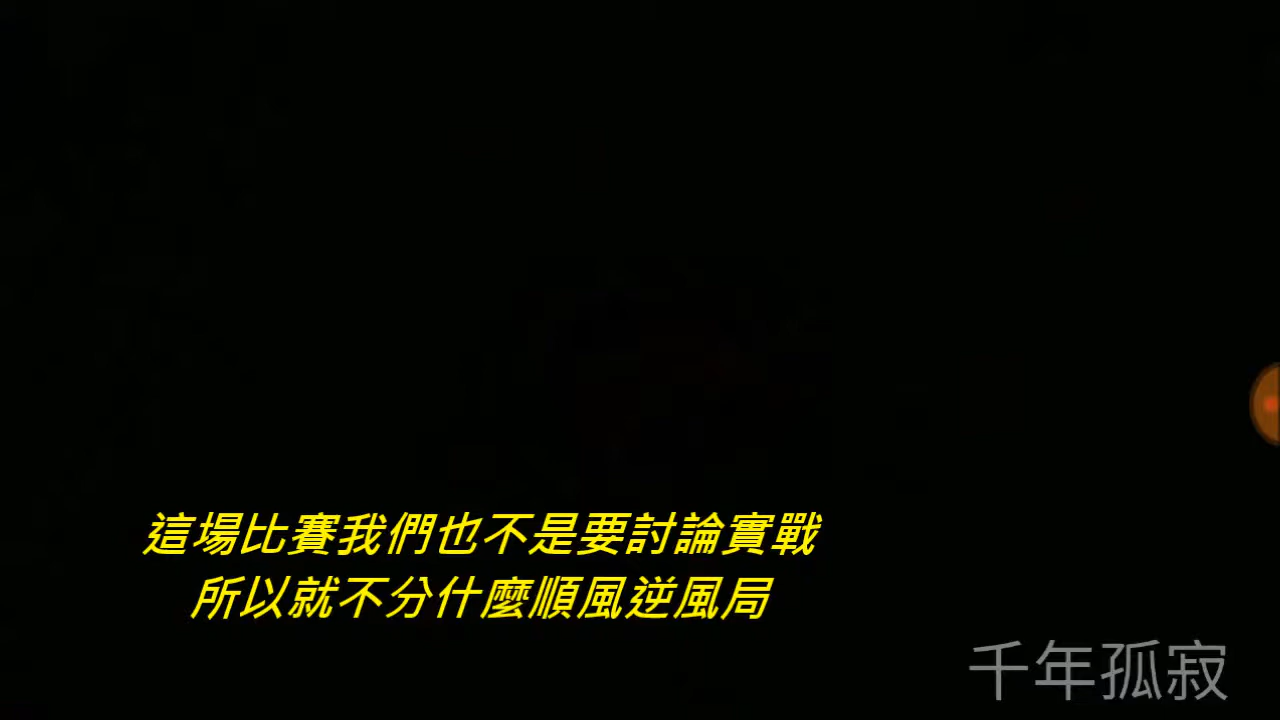 這場比賽我們也不是要討論實戰
所以就不分什麼順風逆風局
千年孤寂